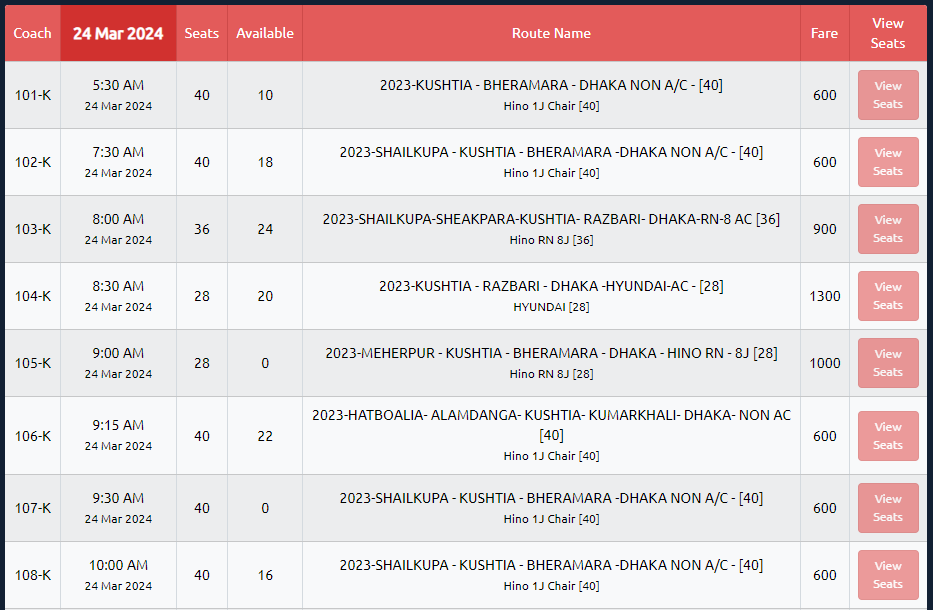 Coach 24 Mar 2024 Seats Available Route Name Fare View
Seats
101-K 5:30 AM 40 10 2023-KUSHTIA - BHERAMARA - DHAKA NON A/C - [40] 600 View
24 Mar 2024 Hino 1J Chair [40] Seats
102-K 7:30 AM 40 18 2023-SHAILKUPA - KUSHTIA - BHERAMARA -DHAKA NON A/C - [40] 600 View
24 Mar 2024 Hino 1J Chair [40] Seats
103-K 8:00 AM 36 24 2023-SHAILKUPA-SHEAKPARA-KUSHTIA- RAZBARI- DHAKA-RN-8 AC [36] 900 View
24 Mar 2024 Hino RN 8J [36] Seats
104-K 8:30 AM 28 20 2023-KUSHTIA - RAZBARI - DHAKA -HYUNDAI-AC - [28] 1300 View
24 Mar 2024 HYUNDAI [28] Seats
105-K 9:00 AM 28 0 2023-MEHERPUR - KUSHTIA - BHERAMARA - DHAKA - HINO RN - 8J [28] 1000 View
24 Mar 2024 Hino RN 8J [28] Seats
106-K 9:15 AM 40 22 2023-HATBOALIA- ALAMDANGA- KUSHTIA- KUMARKHALI- DHAKA- NON AC 600 View
24 Mar 2024 [40] Seats
Hino 1J Chair [40]
107-K 9:30 AM 40 0 2023-SHAILKUPA - KUSHTIA - BHERAMARA -DHAKA NON A/C - [40] 600 View
24 Mar 2024 Hino 1J Chair [40] Seats
108-K 10:00 AM 40 16 2023-SHAILKUPA - KUSHTIA - BHERAMARA -DHAKA NON A/C - [40] 600 View
24 Mar 2024 Hino 1J Chair [40] Seats